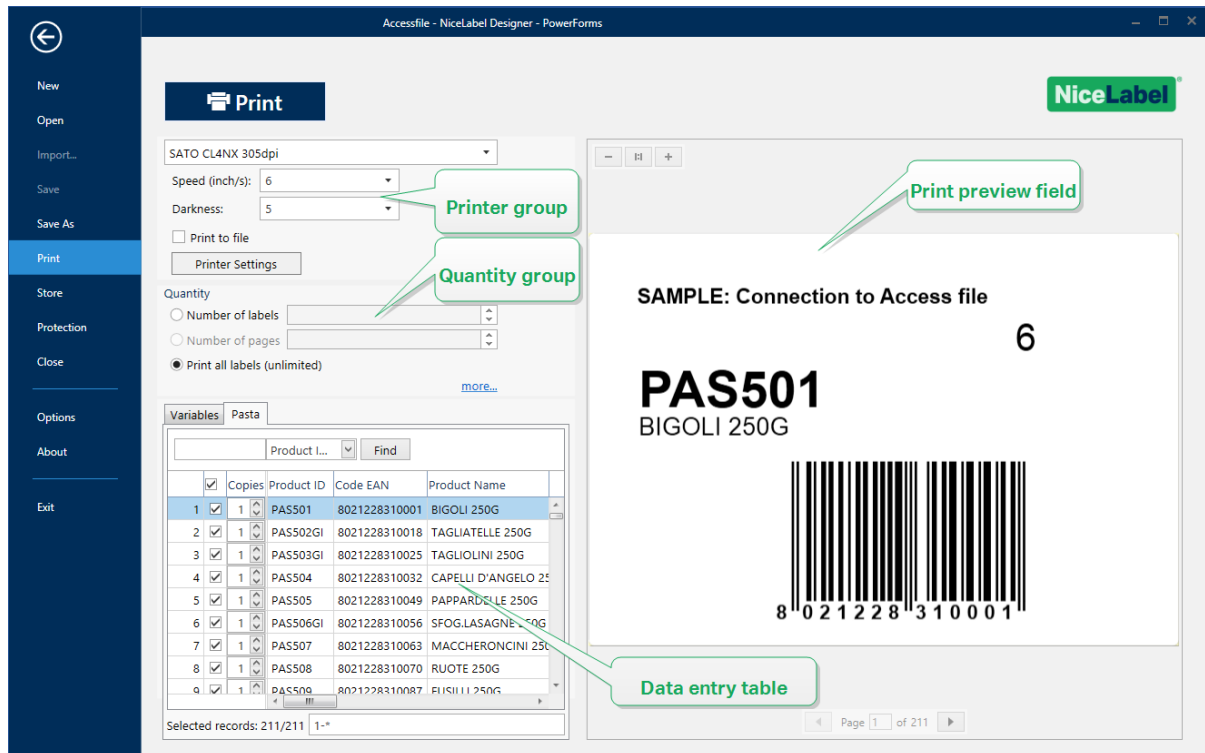 Accessfile - NiceLabel Designer - PowerForms
New
Open
Import...
Save
Save As
Print
Store
Protection
Close
Options
About
Exit
Print
NiceLabel
SATO CL4NX 305dpi
Speed (inch/s): 6
Darkness: 5
Print to file
Printer Settings
Printer group
Quantity group
Quantity
Number of labels
Number of pages
Print all labels (unlimited)
more...
Variables Pasta
Product I... Find
Copies Product ID Code EAN Product Name
1 1 PAS501 8021228310001 BIGOLI 250G
2 1 PAS502GI 8021228310018 TAGLIATELLE 250G
3 1 PAS503GI 8021228310025 TAGLIOLINI 250G
4 1 PAS504 8021228310032 CAPELLI D'ANGELO 25
5 1 PAS505 8021228310049 PAPPARDELLE 250G
6 1 PAS506GI 8021228310056 SFOG.LASAGNE 250G
7 1 PAS507 8021228310063 MACCHERONCINI 250
8 1 PAS508 8021228310070 RUOTE 250G
9 1 PAS509 8021228310087 FUSILLI 250G
Selected records: 211/211 1-*
Print preview field
SAMPLE: Connection to Access file
6
PAS501
BIGOLI 250G
8 021228 310001
Data entry table
Page 1 of 211